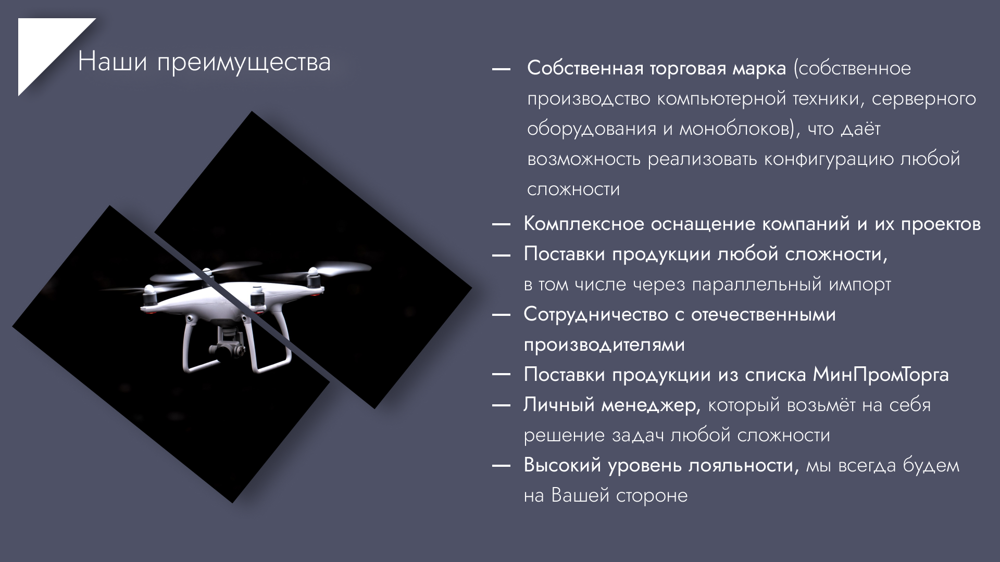 Наши преимущества
— Собственная торговая марка (собственное
производство компьютерной техники, серверного
оборудования и моноблоков), что даёт
возможность реализовать конфигурацию любой
сложности
— Комплексное оснащение компаний и их проектов
— Поставки продукции любой сложности,
в том числе через параллельный импорт
— Сотрудничество с отечественными
производителями
— Поставки продукции из списка МинПромТорга
— Личный менеджер, который возьмёт на себя
решение задач любой сложности
— Высокий уровень лояльности, мы всегда будем
на Вашей стороне